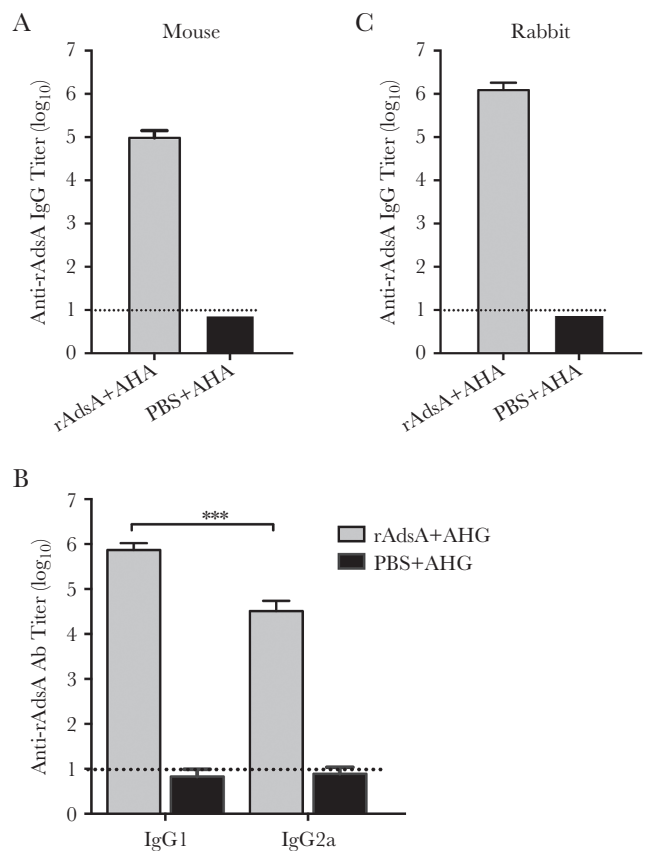 A
Mouse
Anti-rAdsA IgG Titer (log10)
7
6
5
4
3
2
1
0
rAdsA+AHA
PBS+AHA
C
Rabbit
Anti-rAdsA IgG Titer (log10)
7
6
5
4
3
2
1
0
rAdsA+AHA
PBS+AHA
B
Anti-rAdsA Ab Titer (log10)
7
6
5
4
3
2
1
0
***
rAdsA+AHG
PBS+AHG
IgG1
IgG2a